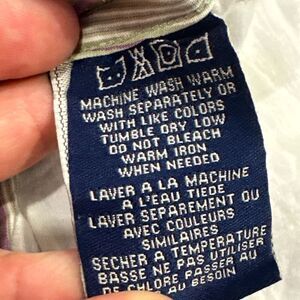 MACHINE WASH WARM
WASH SEPARATELY OR
WITH LIKE COLORS
TUMBLE DRY LOW
DO NOT BLEACH
WARM IRON
WHEN NEEDED
LAVER A LA MACHINE
A L'EAU TIEDE
LAVER SEPAREMENT OU
AVEC COULEURS
SIMILAIRES
SECHER A TEMPERATURE
BASSE NE PAS UTILISER
DE CHLORE PASSER AU
AU BESOIN